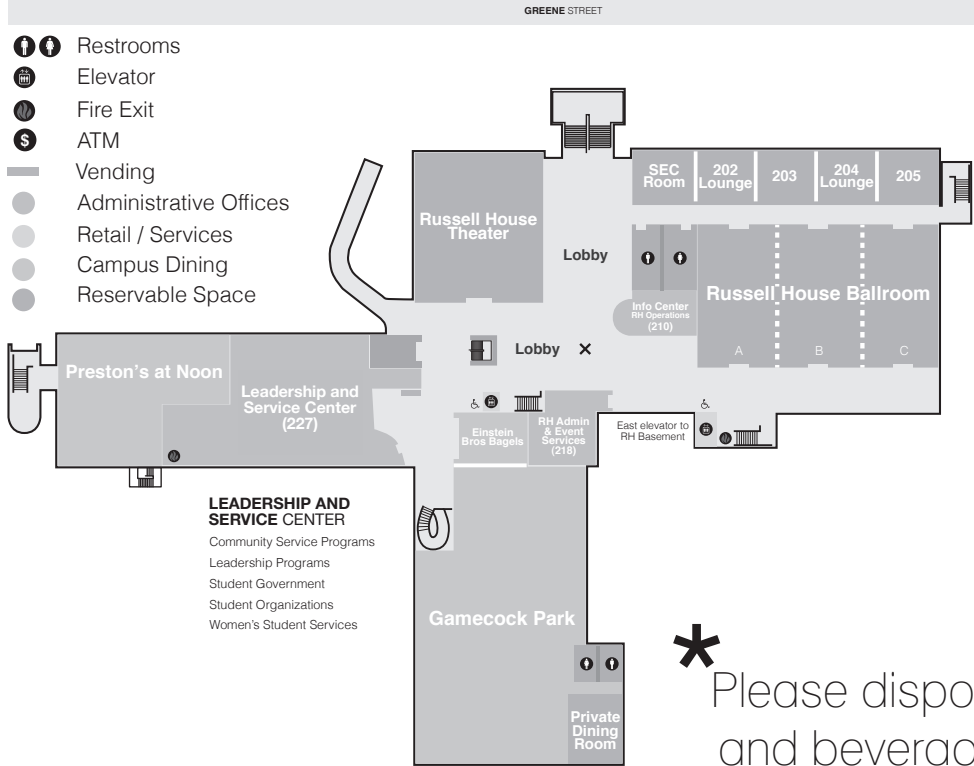 GREENE STREET
Restrooms
Elevator
Fire Exit
$ ATM
Vending
Administrative Offices
Retail / Services
Campus Dining
Reservable Space
SEC
Room
202
Lounge
203
204
Lounge
205
Russell House
Theater
Lobby
Info Center
RH Operations
(210)
Russell House Ballroom
A
B
C
Lobby
Preston's at Noon
Leadership and
Service Center
(227)
Einstein
Bros Bagels
RH Admin
& Event
Services
(218)
East elevator to
RH Basement
LEADERSHIP AND
SERVICE CENTER
Community Service Programs
Leadership Programs
Student Government
Student Organizations
Women's Student Services
Gamecock Park
Private
Dining
Room
*
Please dispo
and beverag